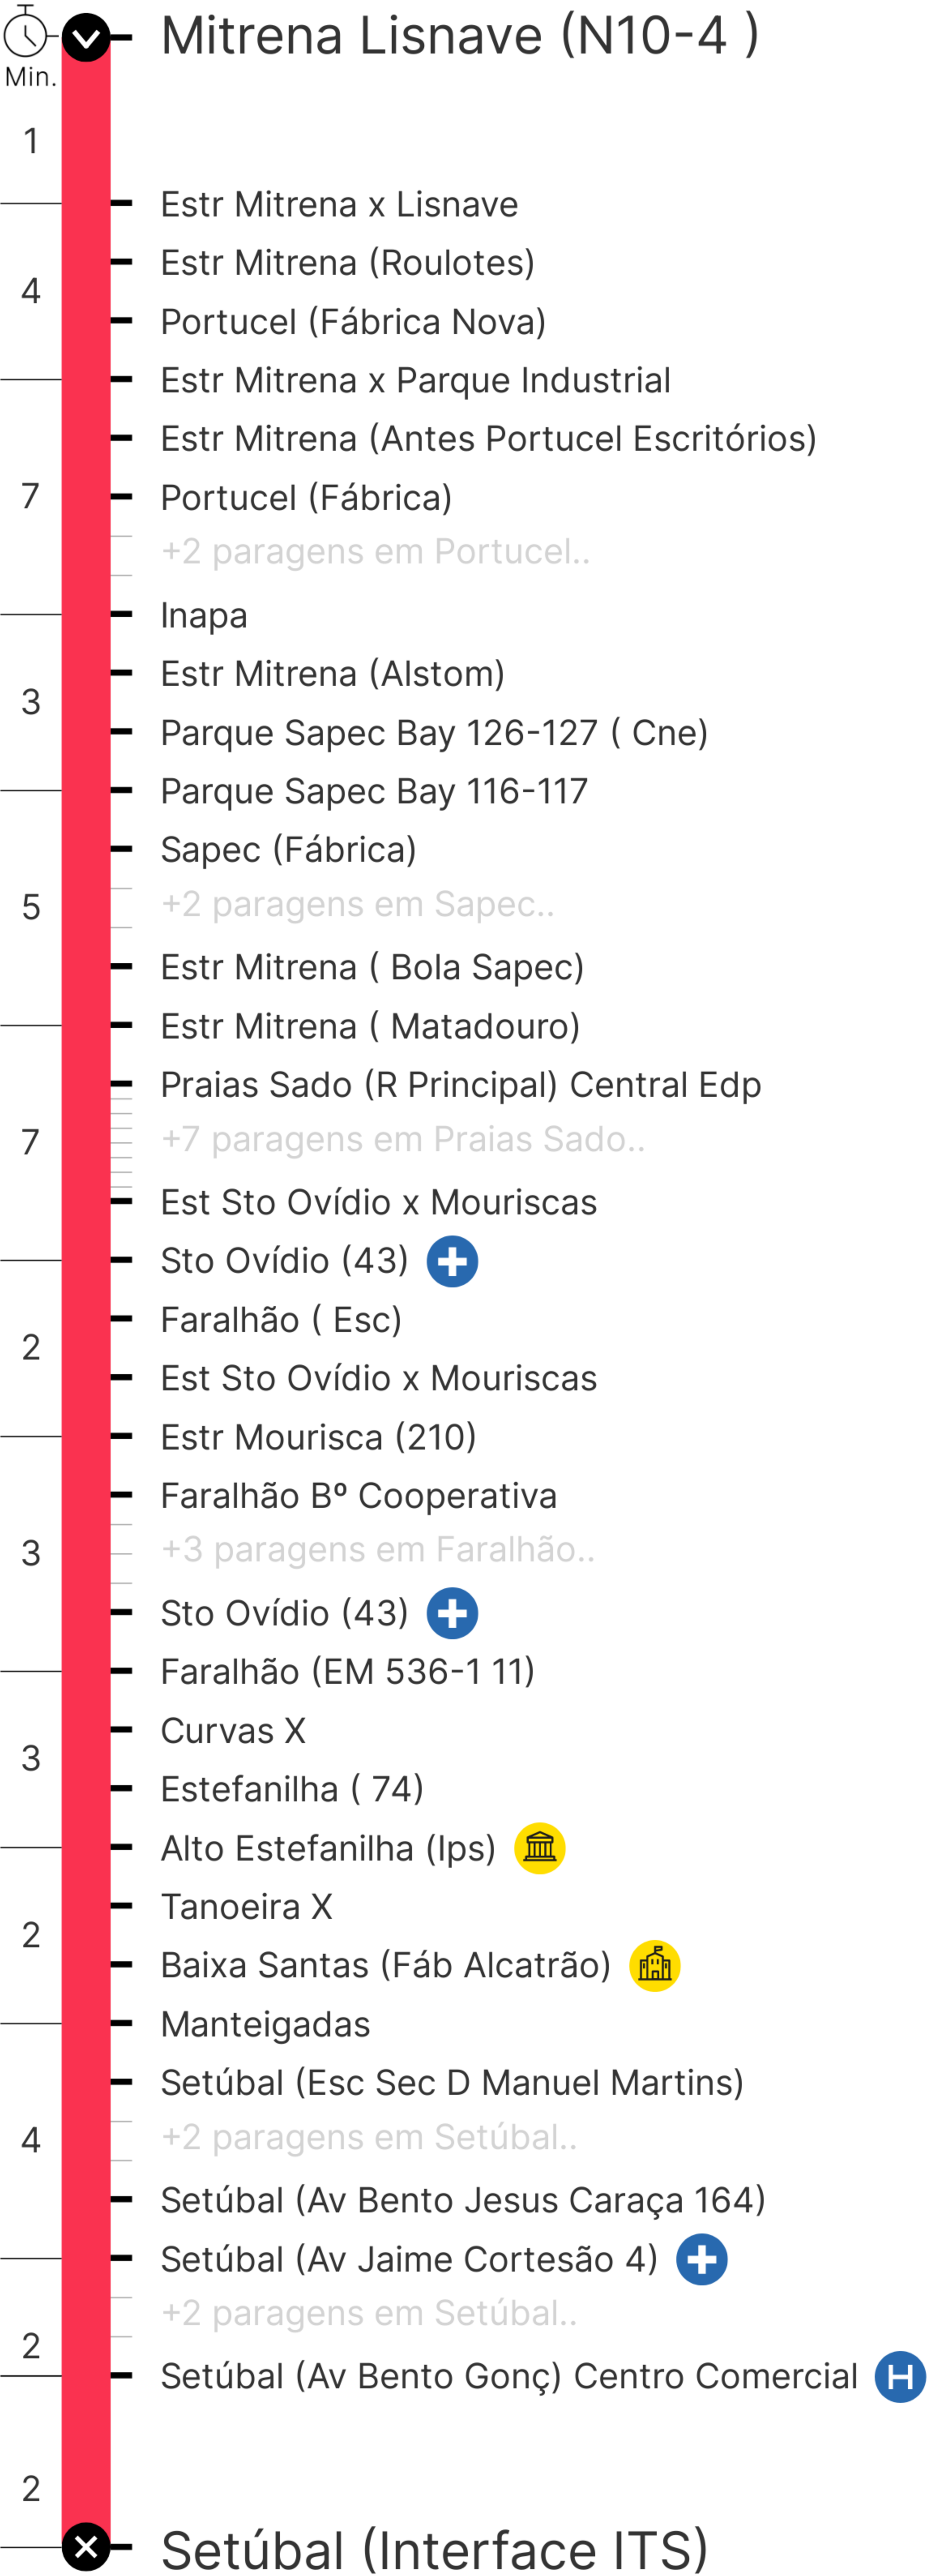 Mitrena Lisnave (N10-4 )
Min.
1
Estr Mitrena x Lisnave
Estr Mitrena (Roulotes)
4
Portucel (Fábrica Nova)
Estr Mitrena x Parque Industrial
Estr Mitrena (Antes Portucel Escritórios)
7
Portucel (Fábrica)
+2 paragens em Portucel..
Inapa
Estr Mitrena (Alstom)
3
Parque Sapec Bay 126-127 ( Cne)
Parque Sapec Bay 116-117
Sapec (Fábrica)
5
+2 paragens em Sapec..
Estr Mitrena ( Bola Sapec)
Estr Mitrena ( Matadouro)
Praias Sado (R Principal) Central Edp
7
+7 paragens em Praias Sado..
Est Sto Ovídio x Mouriscas
Sto Ovídio (43)
Faralhão ( Esc)
2
Est Sto Ovídio x Mouriscas
Estr Mourisca (210)
Faralhão Bº Cooperativa
3
+3 paragens em Faralhão..
Sto Ovídio (43)
Faralhão (EM 536-1 11)
Curvas X
3
Estefanilha ( 74)
Alto Estefanilha (Ips)
Tanoeira X
2
Baixa Santas (Fáb Alcatrão)
Manteigadas
Setúbal (Esc Sec D Manuel Martins)
4
+2 paragens em Setúbal..
Setúbal (Av Bento Jesus Caraça 164)
Setúbal (Av Jaime Cortesão 4)
+2 paragens em Setúbal..
2
Setúbal (Av Bento Gonç) Centro Comercial H
2
Setúbal (Interface ITS)